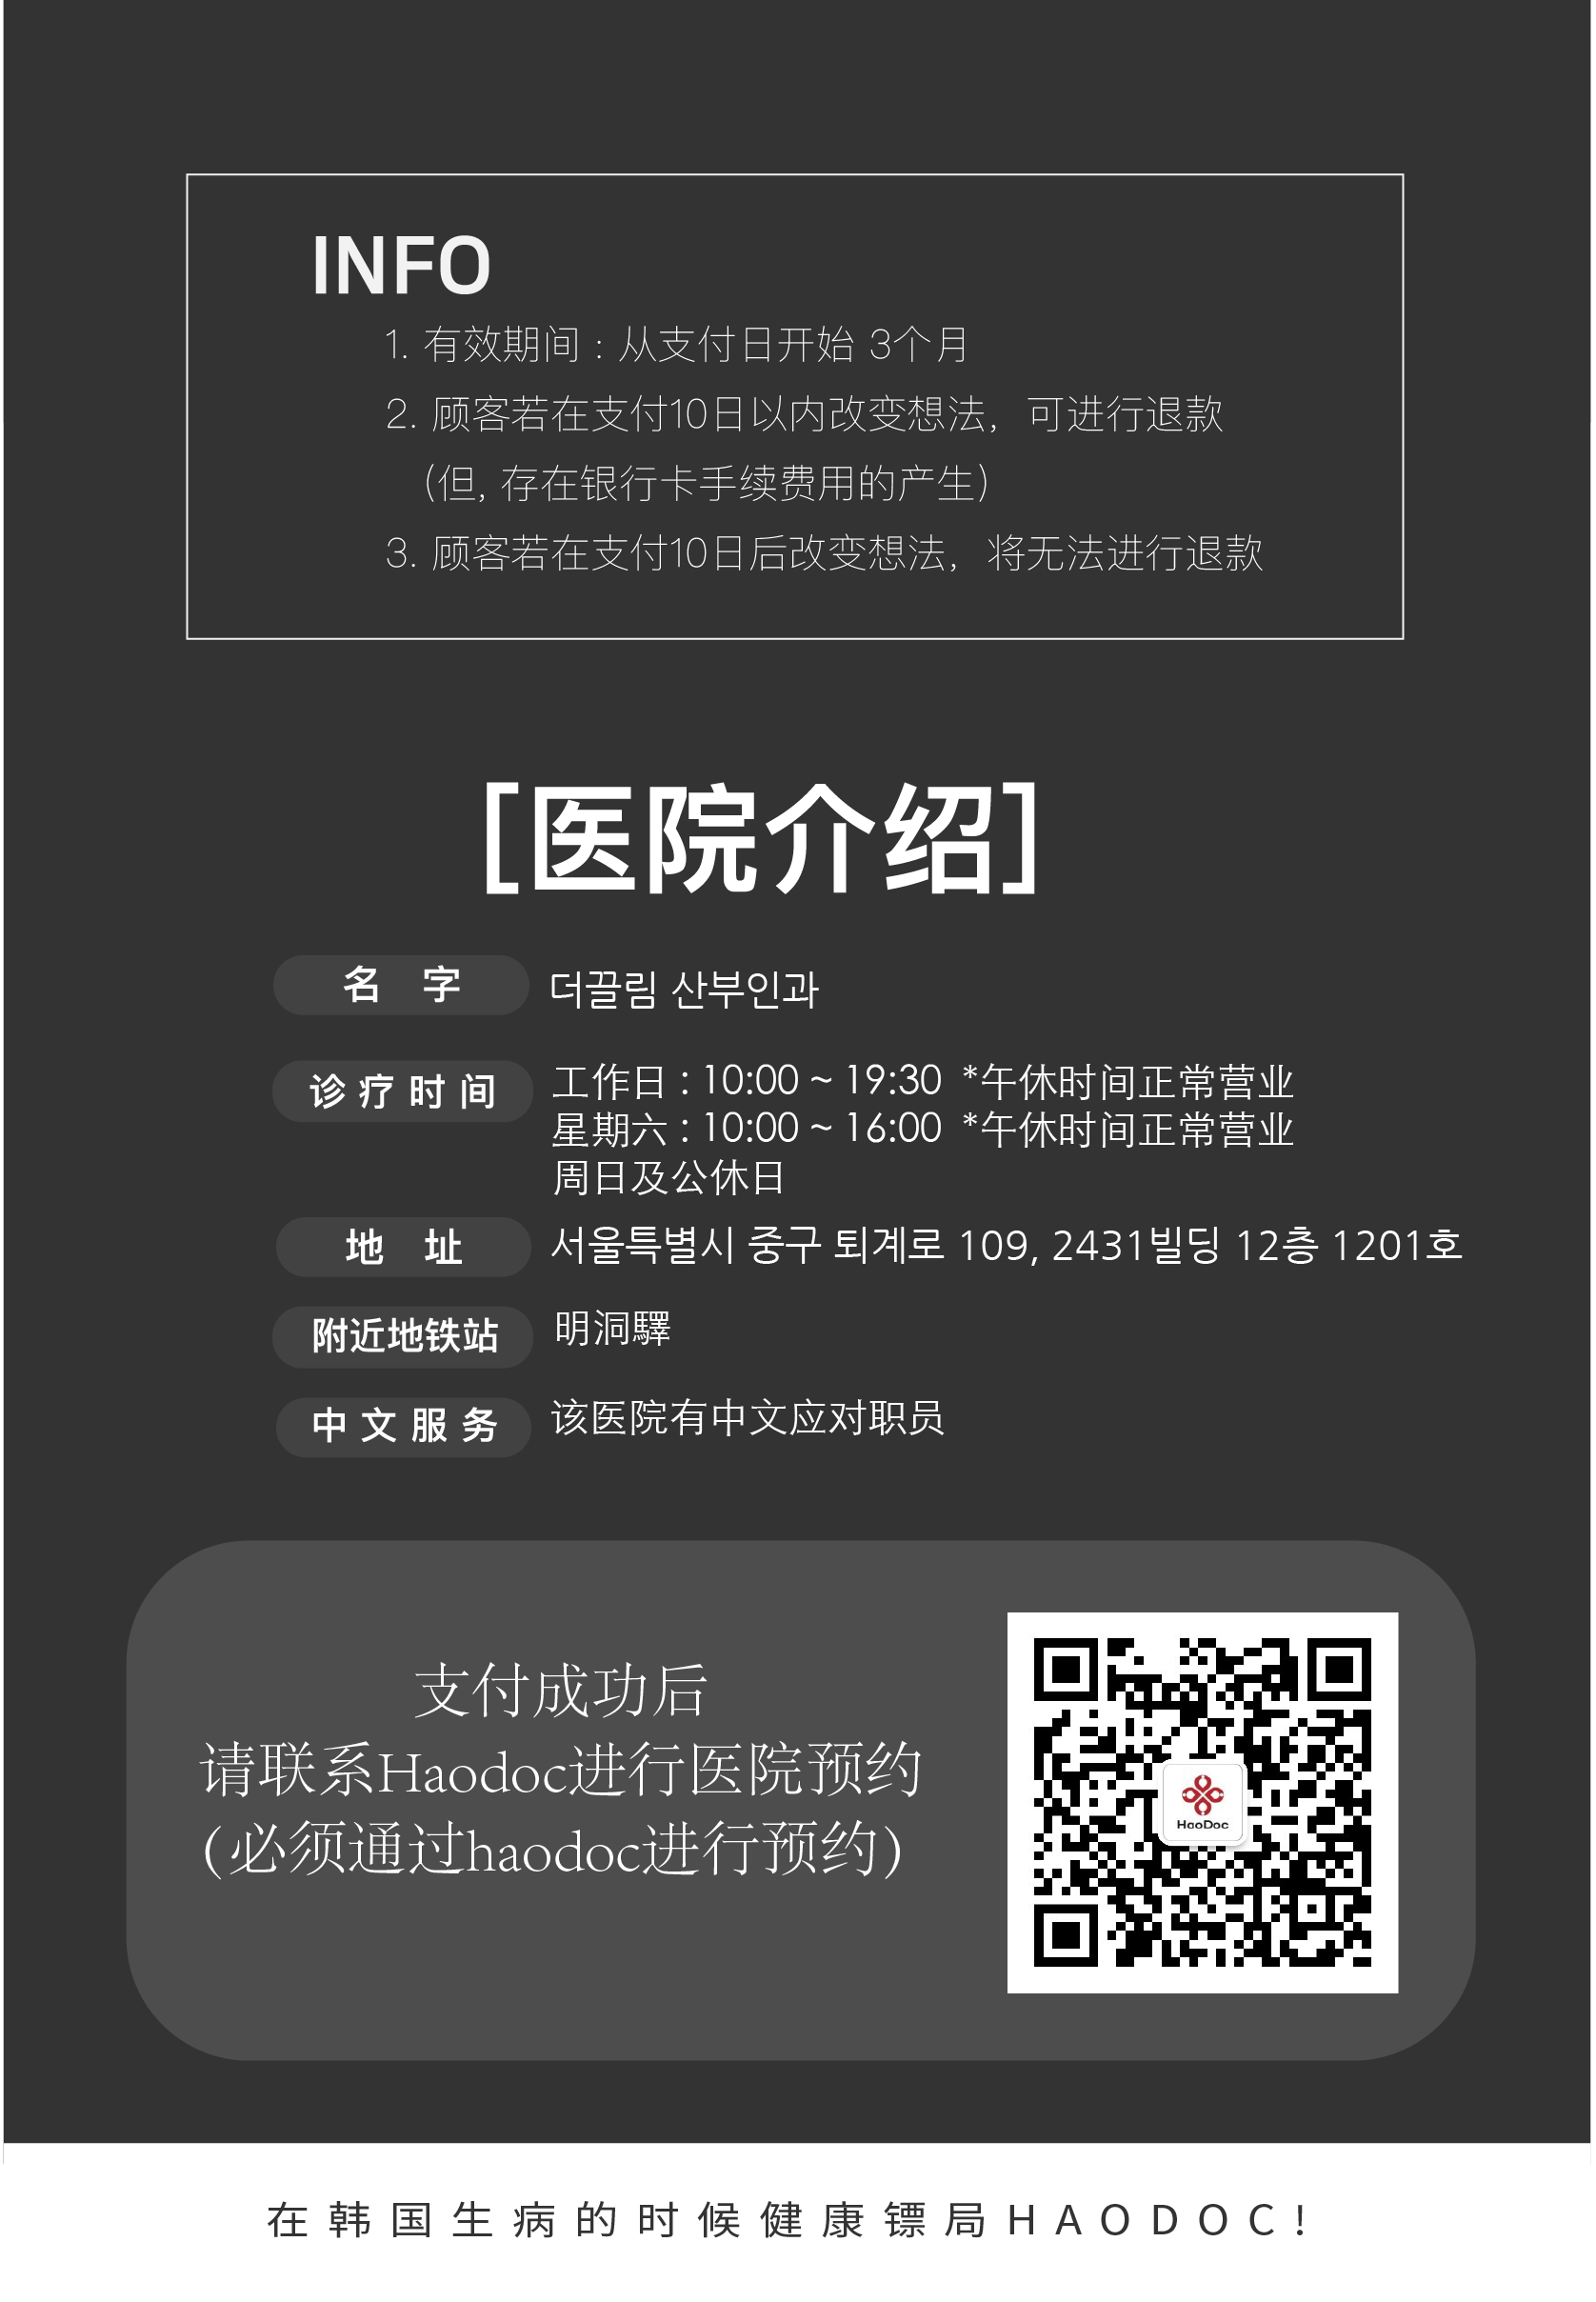 INFO
1. 有效期间 : 从支付日开始 3个月
2. 顾客若在支付10日以内改变想法, 可进行退款
(但, 存在银行卡手续费用的产生)
3. 顾客若在支付10日后改变想法, 将无法进行退款
[医院介绍]
名 字 더끌림 산부인과
诊疗时间 工作日 : 10:00 ~ 19:30 *午休时间正常营业
星期六 : 10:00 ~ 16:00 *午休时间正常营业
周日及公休日
地 址 서울특별시 중구 퇴계로 109, 2431빌딩 12층 1201호
附近地铁站 明洞驛
中文服务 该医院有中文应对职员
支付成功后
请联系Haodoc进行医院预约
(必须通过haodoc进行预约)
HaoDoc
在韩国生病的时候健康镖局HAODOC!